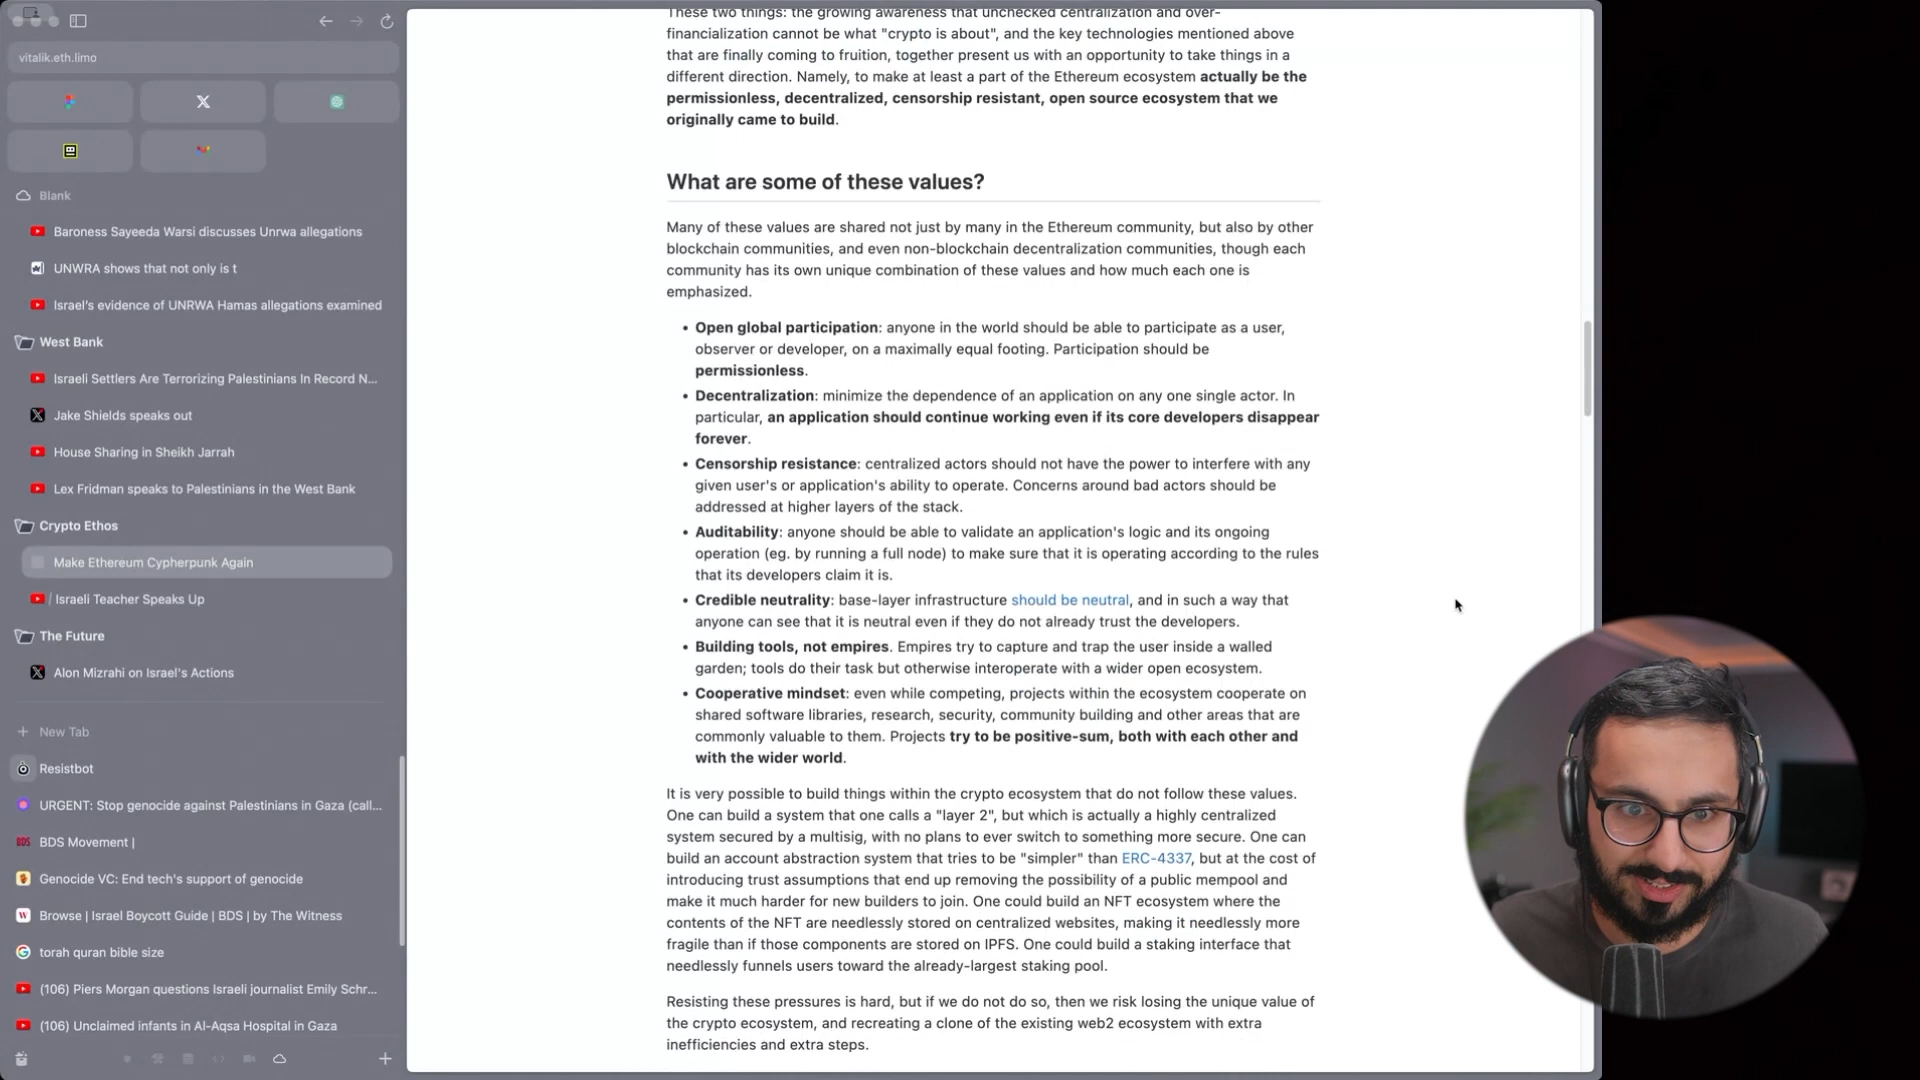 vitalik.eth.limo
Blank
Baroness Sayeeda Warsi discusses Unrwa allegations
UNWRA shows that not only is t
Israel's evidence of UNRWA Hamas allegations examined
West Bank
Israeli Settlers Are Terrorizing Palestinians In Record N...
Jake Shields speaks out
House Sharing in Sheikh Jarrah
Lex Fridman speaks to Palestinians in the West Bank
Crypto Ethos
Make Ethereum Cypherpunk Again
/ Israeli Teacher Speaks Up
The Future
Alon Mizrahi on Israel's Actions
New Tab
Resistbot
URGENT: Stop genocide against Palestinians in Gaza (call...
BDS Movement |
Genocide VC: End tech's support of genocide
Browse | Israel Boycott Guide | BDS | by The Witness
torah quran bible size
(106) Piers Morgan questions Israeli journalist Emily Schr...
(106) Unclaimed infants in Al-Aqsa Hospital in Gaza
These two things: the growing awareness that unchecked centralization and over-
financialization cannot be what "crypto is about", and the key technologies mentioned above
that are finally coming to fruition, together present us with an opportunity to take things in a
different direction. Namely, to make at least a part of the Ethereum ecosystem actually be the
permissionless, decentralized, censorship resistant, open source ecosystem that we
originally came to build.
What are some of these values?
Many of these values are shared not just by many in the Ethereum community, but also by other
blockchain communities, and even non-blockchain decentralization communities, though each
community has its own unique combination of these values and how much each one is
emphasized.
• Open global participation: anyone in the world should be able to participate as a user,
observer or developer, on a maximally equal footing. Participation should be
permissionless.
• Decentralization: minimize the dependence of an application on any one single actor. In
particular, an application should continue working even if its core developers disappear
forever.
• Censorship resistance: centralized actors should not have the power to interfere with any
given user's or application's ability to operate. Concerns around bad actors should be
addressed at higher layers of the stack.
• Auditability: anyone should be able to validate an application's logic and its ongoing
operation (eg. by running a full node) to make sure that it is operating according to the rules
that its developers claim it is.
• Credible neutrality: base-layer infrastructure should be neutral, and in such a way that
anyone can see that it is neutral even if they do not already trust the developers.
• Building tools, not empires. Empires try to capture and trap the user inside a walled
garden; tools do their task but otherwise interoperate with a wider open ecosystem.
• Cooperative mindset: even while competing, projects within the ecosystem cooperate on
shared software libraries, research, security, community building and other areas that are
commonly valuable to them. Projects try to be positive-sum, both with each other and
with the wider world.
It is very possible to build things within the crypto ecosystem that do not follow these values.
One can build a system that one calls a "layer 2", but which is actually a highly centralized
system secured by a multisig, with no plans to ever switch to something more secure. One can
build an account abstraction system that tries to be "simpler" than ERC-4337, but at the cost of
introducing trust assumptions that end up removing the possibility of a public mempool and
make it much harder for new builders to join. One could build an NFT ecosystem where the
contents of the NFT are needlessly stored on centralized websites, making it needlessly more
fragile than if those components are stored on IPFS. One could build a staking interface that
needlessly funnels users toward the already-largest staking pool.
Resisting these pressures is hard, but if we do not do so, then we risk losing the unique value of
the crypto ecosystem, and recreating a clone of the existing web2 ecosystem with extra
inefficiencies and extra steps.